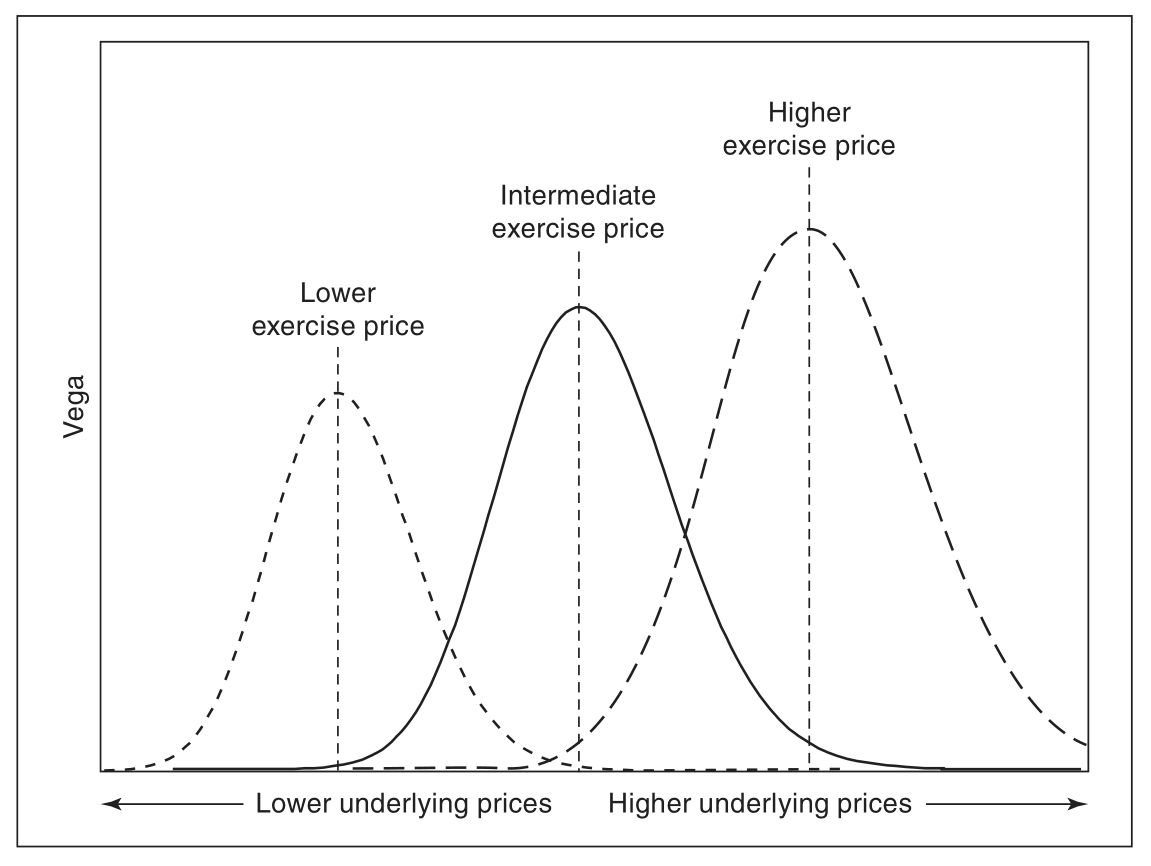 Higher
exercise price
Intermediate
exercise price
Lower
exercise price
Vega
Lower underlying prices
Higher underlying prices